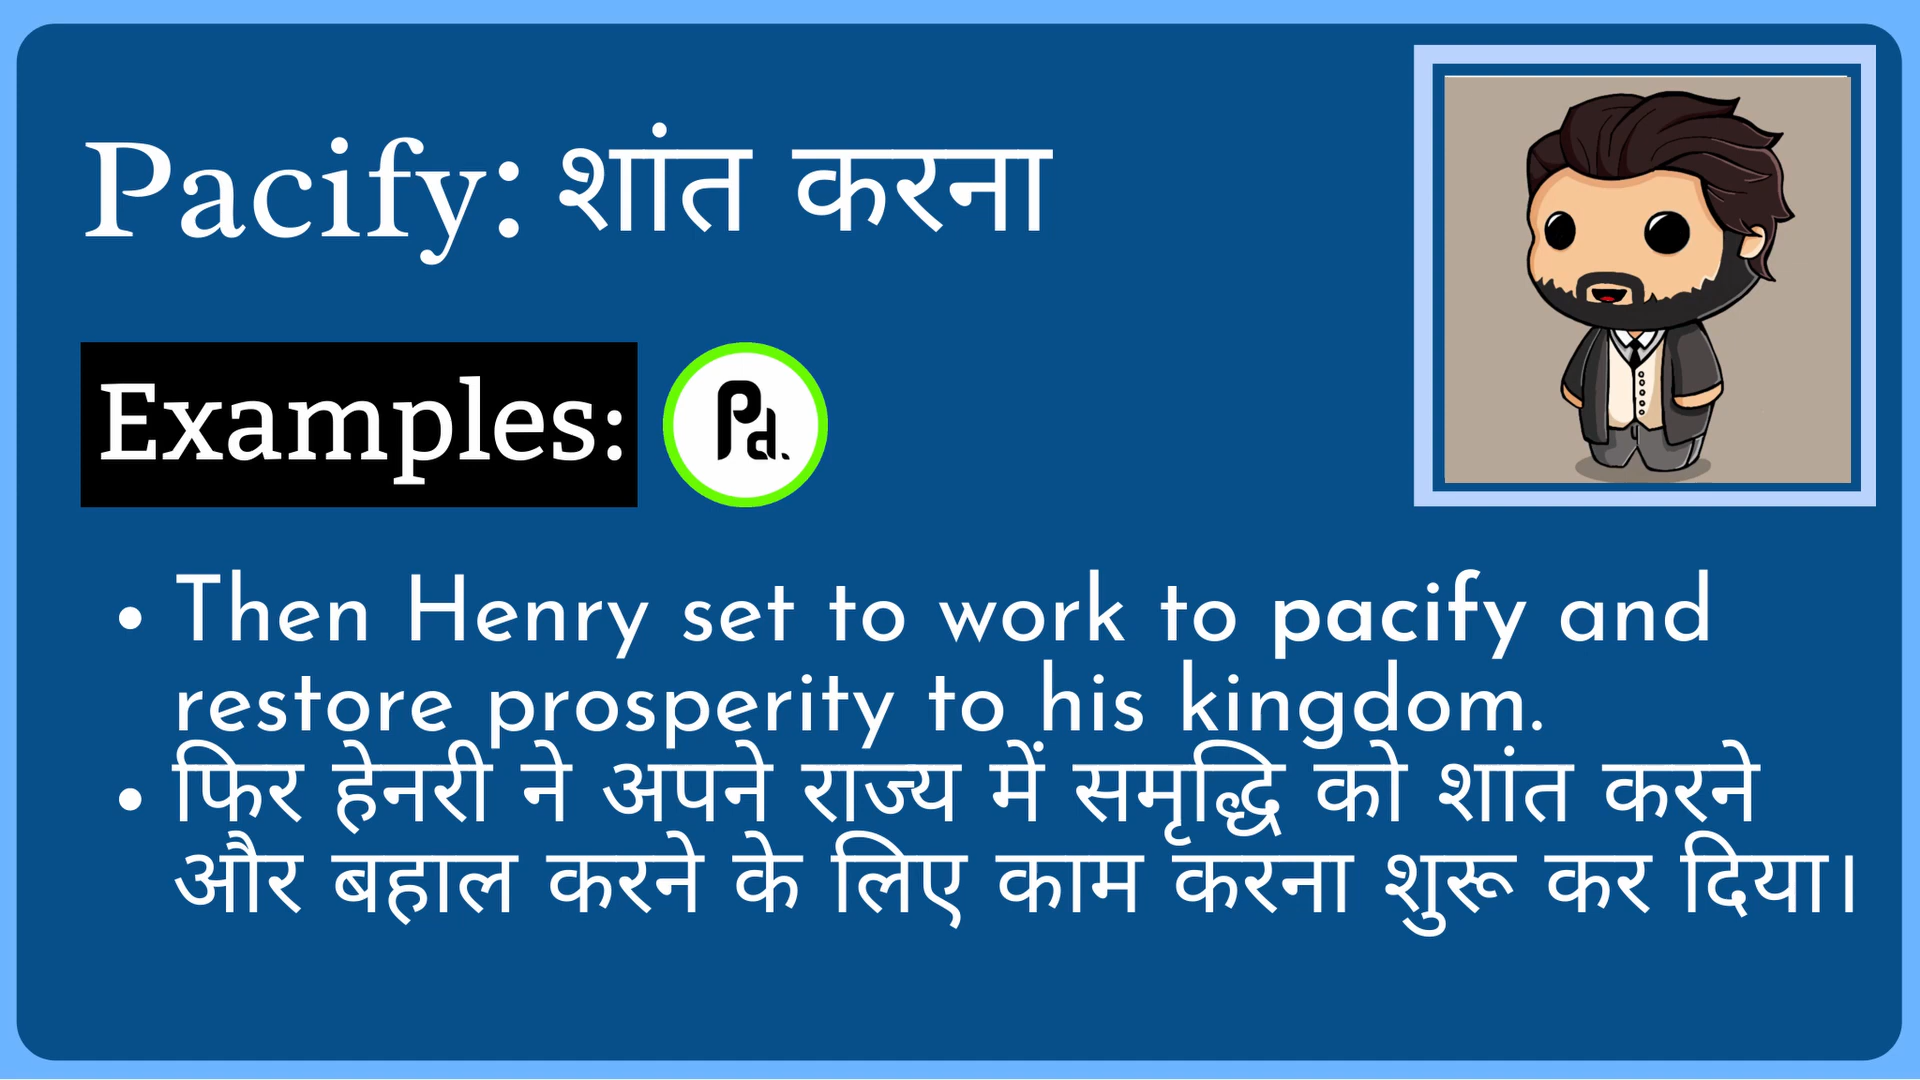 Pacify: शांत करना
Examples:
Pd.
• Then Henry set to work to pacify and
restore prosperity to his kingdom.
• फिर हेनरी ने अपने राज्य में समृद्धि को शांत करने
और बहाल करने के लिए काम करना शुरू कर दिया।